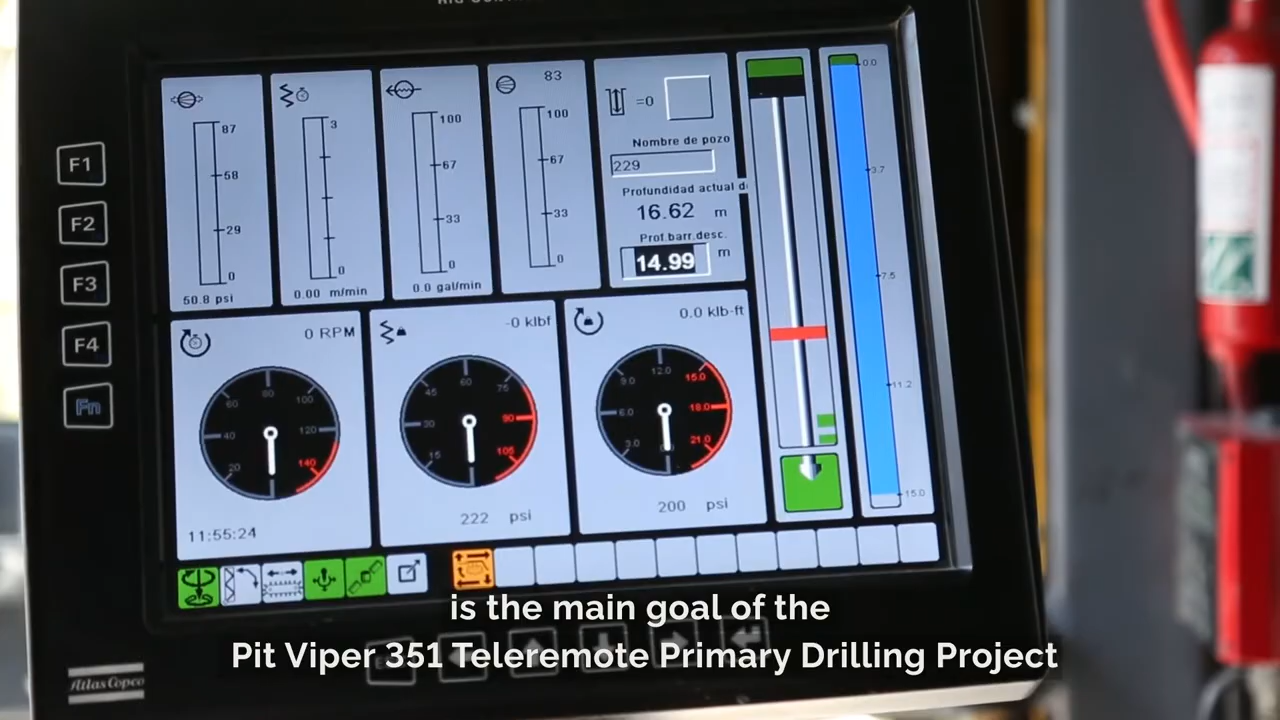 F1
F2
F3
F4
Fn
87
58
29
0
50.8 psi
3
0
0.00 m/min
100
67
33
0
0.0 gal/min
83
100
67
33
0
=0
Nombre de pozo
229
Profundidad actual d
16.62 m
Prof.barr.desc.
14.99 m
0.0
3.7
7.5
11.2
15.0
0 RPM
20
40
60
80
100
120
140
11:55:24
-0 klbf
15
30
45
60
75
90
105
222 psi
0.0 klb-ft
3.0
6.0
9.0
12.0
15.0
18.0
21.0
200 psi
Atlas Copco
is the main goal of the
Pit Viper 351 Teleremote Primary Drilling Project